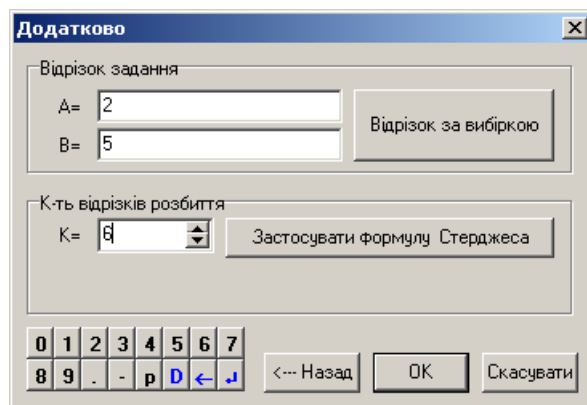 Додатково
Відрізок задання
A= 2
B= 5
Відрізок за вибіркою
К-ть відрізків розбиття
K= 6
Застосувати формулу Стерджеса
0 1 2 3 4 5 6 7
8 9 . - p D ← ↲
<--- Назад
OK
Скасувати